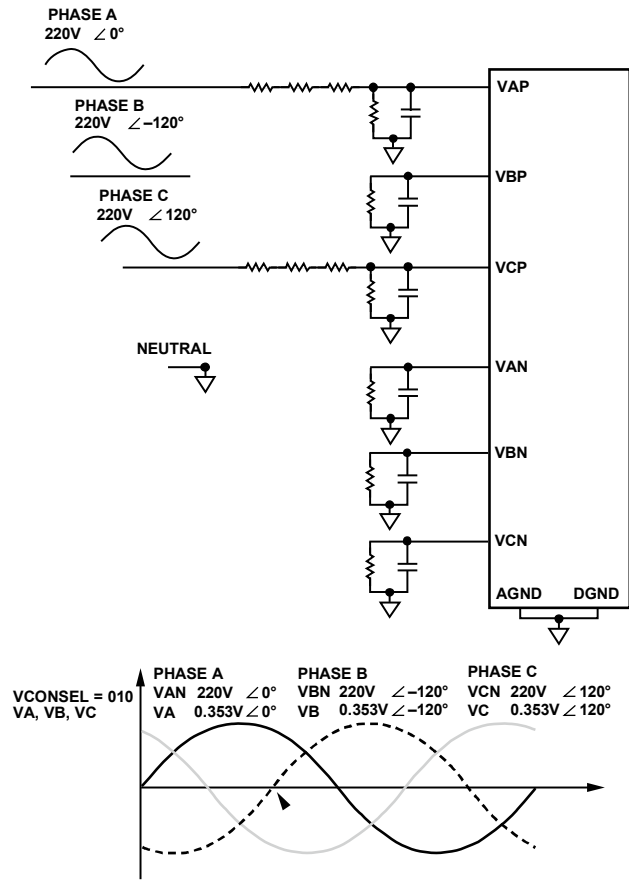 PHASE A
220V ∠ 0°
VAP
PHASE B
220V ∠ –120°
VBP
PHASE C
220V ∠ 120°
VCP
NEUTRAL
VAN
VBN
VCN
AGND DGND
VCONSEL = 010
VA, VB, VC
PHASE A
VAN 220V ∠ 0°
VA 0.353V ∠ 0°
PHASE B
VBN 220V ∠ –120°
VB 0.353V ∠ –120°
PHASE C
VCN 220V ∠ 120°
VC 0.353V ∠ 120°